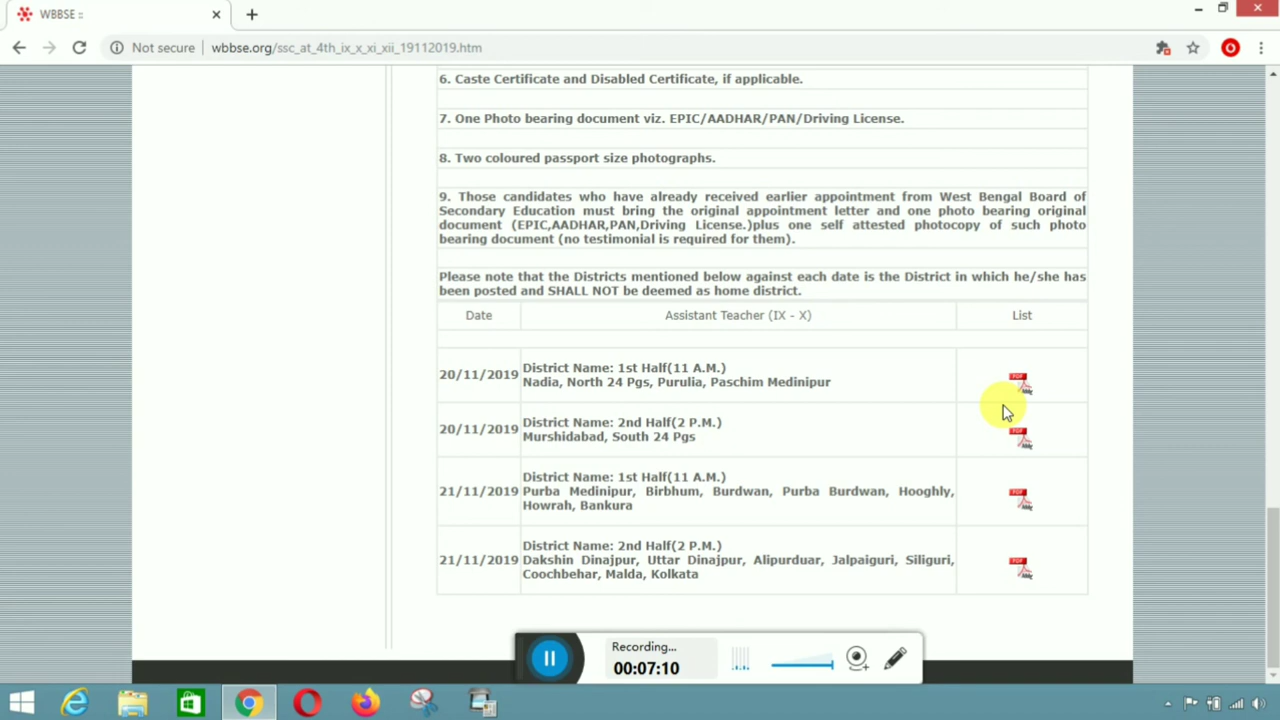 WBBSE ::
Not secure
wbbse.org/ssc_at_4th_ix_x_xi_xii_19112019.htm
6. Caste Certificate and Disabled Certificate, if applicable.
7. One Photo bearing document viz. EPIC/AADHAR/PAN/Driving License.
8. Two coloured passport size photographs.
9. Those candidates who have already received earlier appointment from West Bengal Board of
Secondary Education must bring the original appointment letter and one photo bearing original
document (EPIC,AADHAR,PAN,Driving License.)plus one self attested photocopy of such photo
bearing document (no testimonial is required for them).
Please note that the Districts mentioned below against each date is the District in which he/she has
been posted and SHALL NOT be deemed as home district.
Date Assistant Teacher (IX - X) List
District Name: 1st Half(11 A.M.)
20/11/2019 Nadia, North 24 Pgs, Purulia, Paschim Medinipur
PDF
District Name: 2nd Half(2 P.M.)
20/11/2019 Murshidabad, South 24 Pgs
PDF
District Name: 1st Half(11 A.M.)
21/11/2019 Purba Medinipur, Birbhum, Burdwan, Purba Burdwan, Hooghly,
Howrah, Bankura
PDF
District Name: 2nd Half(2 P.M.)
21/11/2019 Dakshin Dinajpur, Uttar Dinajpur, Alipurduar, Jalpaiguri, Siliguri,
Coochbehar, Malda, Kolkata
PDF
Recording...
00:07:10